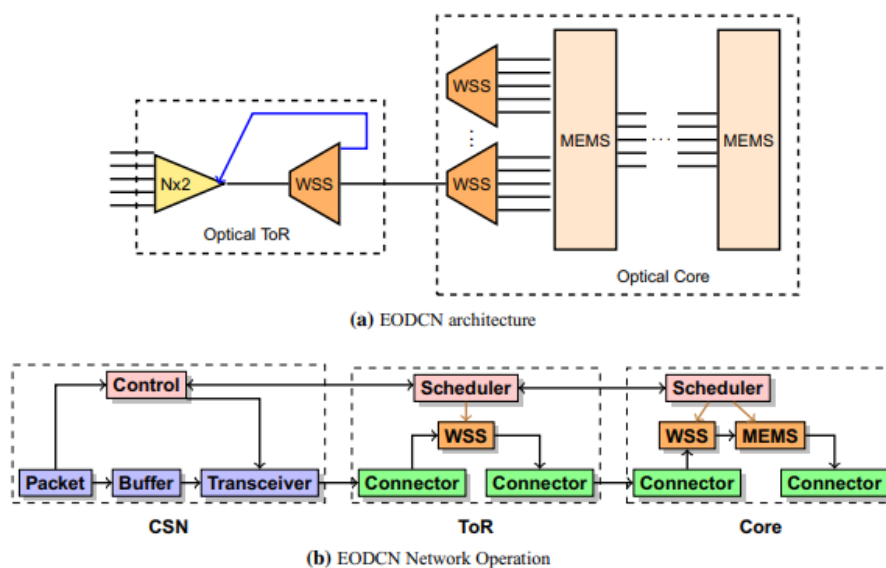 WSS
MEMS
MEMS
Nx2
WSS
WSS
Optical ToR
Optical Core
(a) EODCN architecture
Control
Scheduler
Scheduler
WSS
WSS
MEMS
Packet
Buffer
Transceiver
Connector
Connector
Connector
Connector
CSN
ToR
Core
(b) EODCN Network Operation